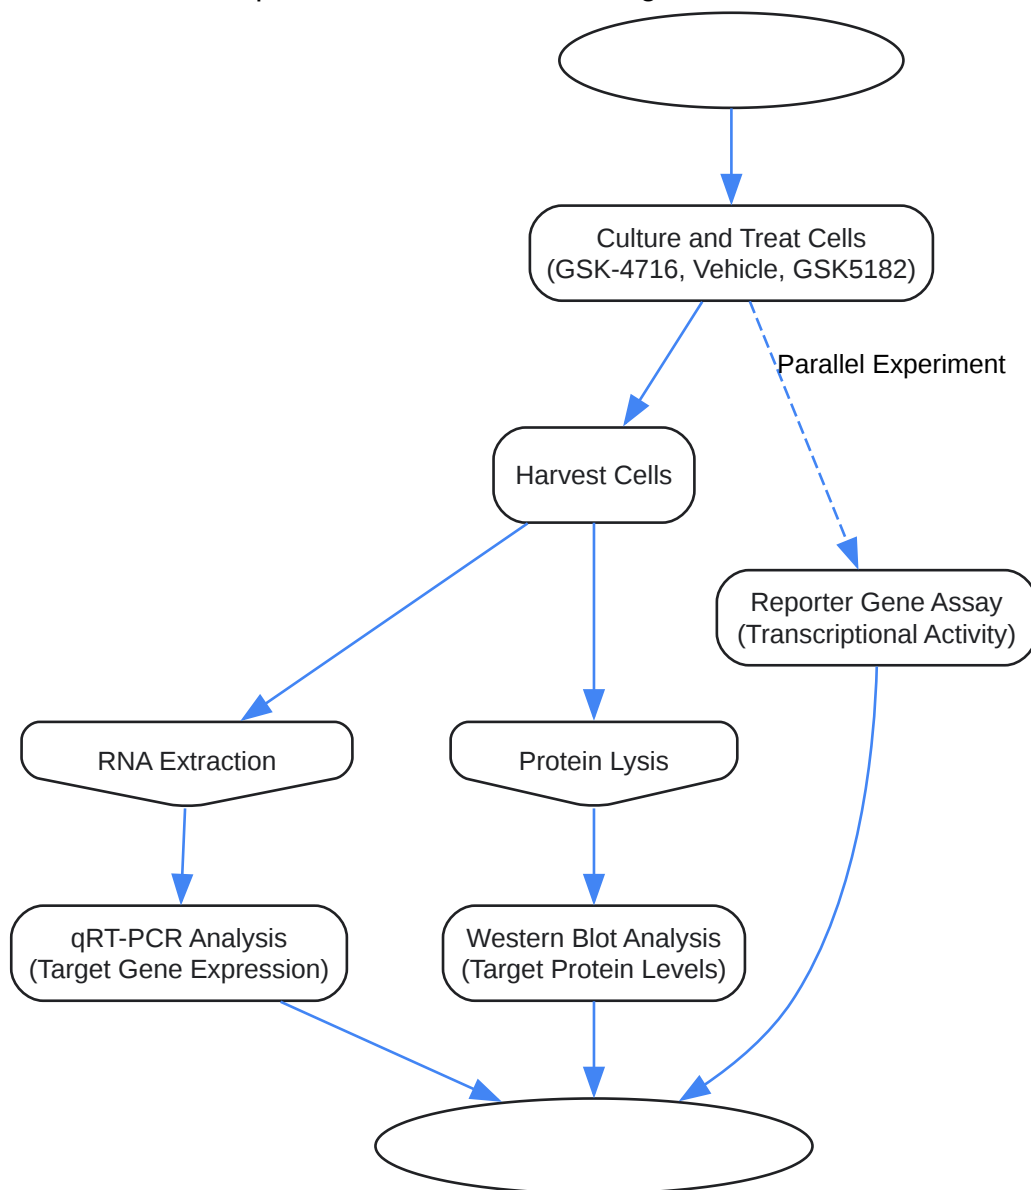 Culture and Treat Cells
(GSK-4716, Vehicle, GSK5182)
Parallel Experiment
Harvest Cells
Reporter Gene Assay
(Transcriptional Activity)
RNA Extraction
Protein Lysis
qRT-PCR Analysis
(Target Gene Expression)
Western Blot Analysis
(Target Protein Levels)